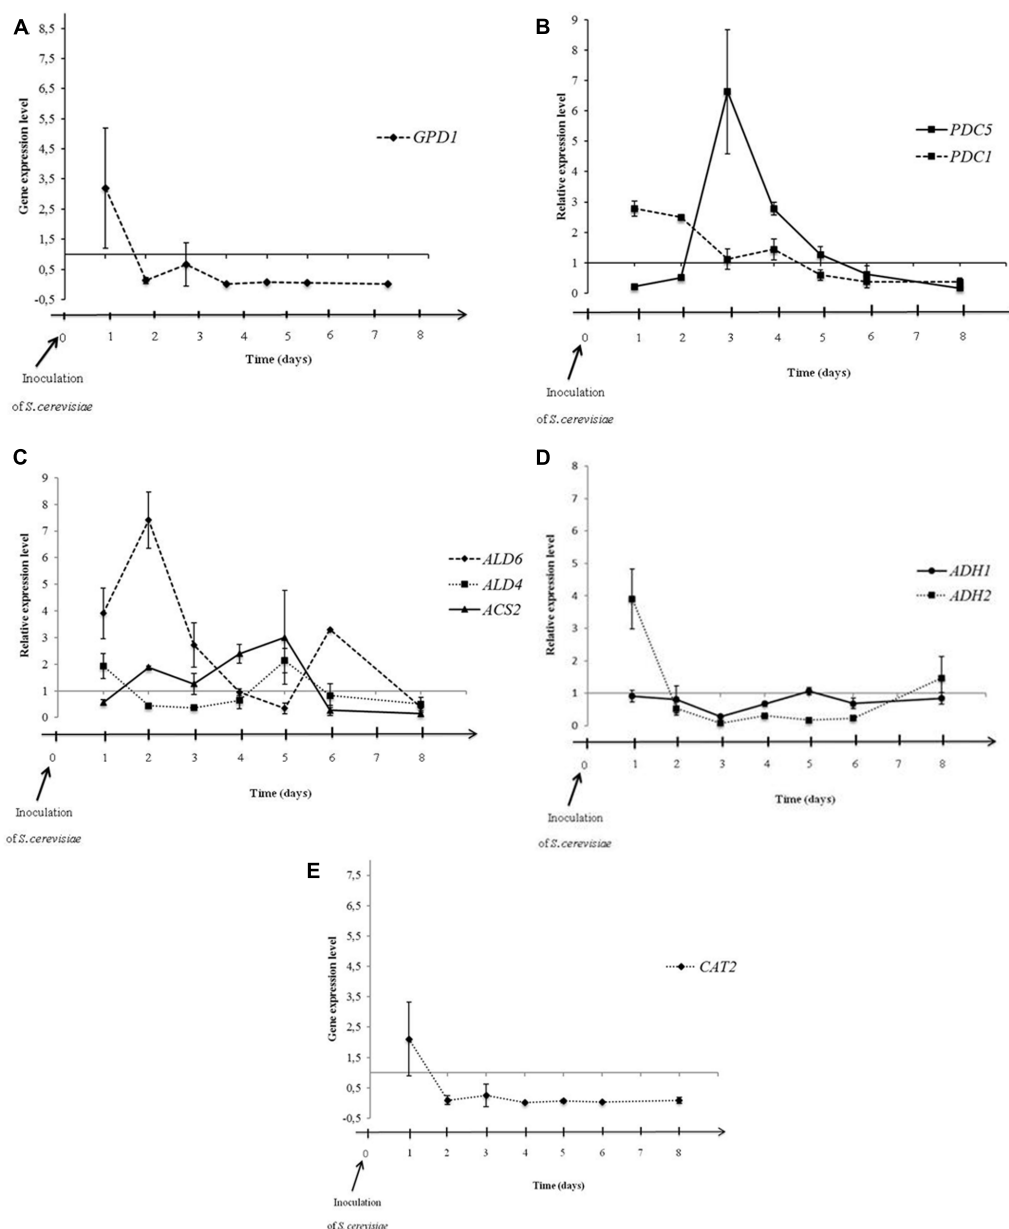 A
8,5
7,5
6,5
5,5
4,5
3,5
2,5
1,5
0,5
-0,5
Gene expression level
GPD1
0 1 2 3 4 5 6 7 8
Time (days)
Inoculation
of S. cerevisiae
B
9
8
7
6
5
4
3
2
1
0
Relative expression level
PDC5
PDC1
0 1 2 3 4 5 6 7 8
Time (days)
Inoculation
of S. cerevisiae
C
9
8
7
6
5
4
3
2
1
0
Relative expression level
ALD6
ALD4
ACS2
0 1 2 3 4 5 6 7 8
Time (days)
Inoculation
of S. cerevisiae
D
8
7
6
5
4
3
2
1
0
Relative expression level
ADH1
ADH2
0 1 2 3 4 5 6 7 8
Time (days)
Inoculation
of S. cerevisiae
E
7,5
6,5
5,5
4,5
3,5
2,5
1,5
0,5
-0,5
Gene expression level
CAT2
0 1 2 3 4 5 6 7 8
Time (days)
Inoculation
of S. cerevisiae